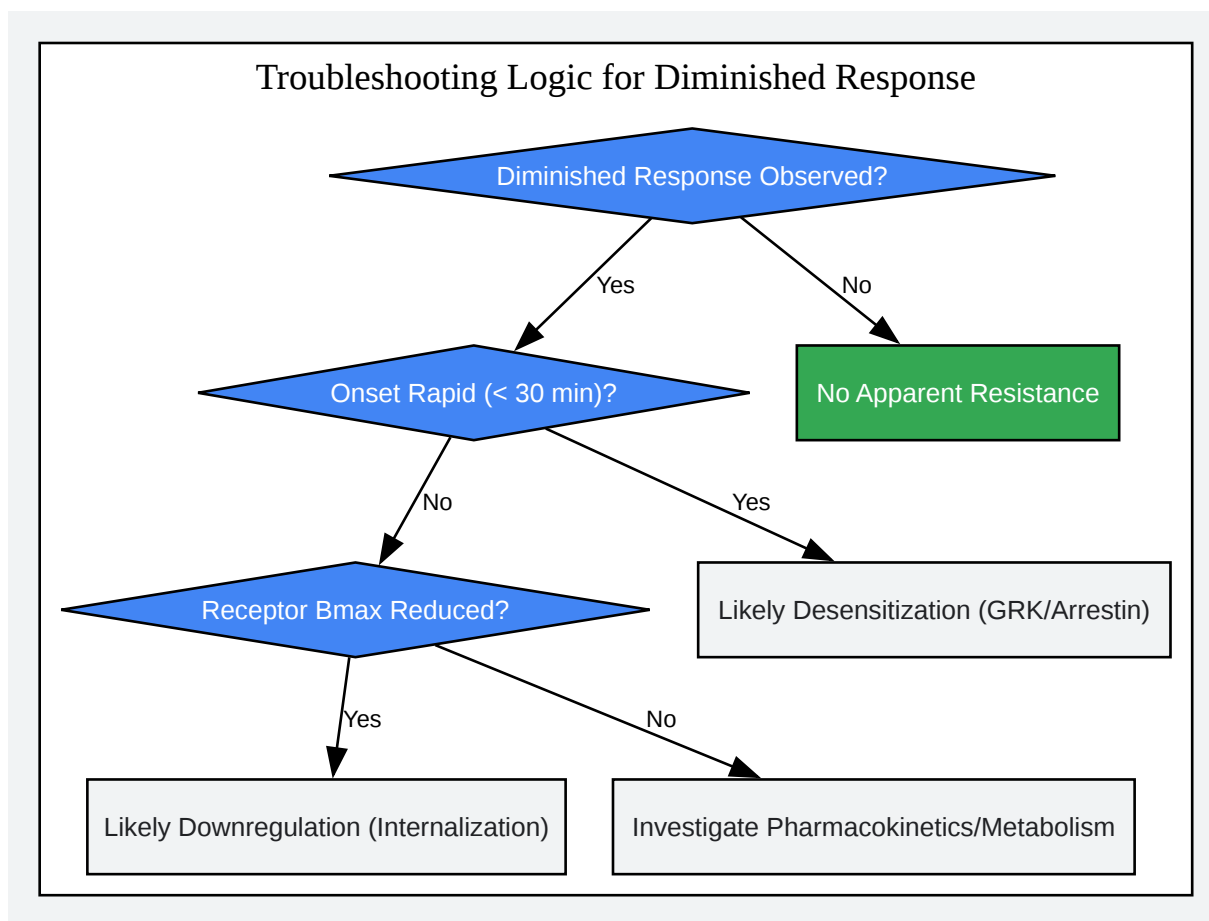 Troubleshooting Logic for Diminished Response
Diminished Response Observed?
Yes
No
Onset Rapid (< 30 min)?
No Apparent Resistance
No
Yes
Receptor Bmax Reduced?
Likely Desensitization (GRK/Arrestin)
Yes
No
Likely Downregulation (Internalization)
Investigate Pharmacokinetics/Metabolism